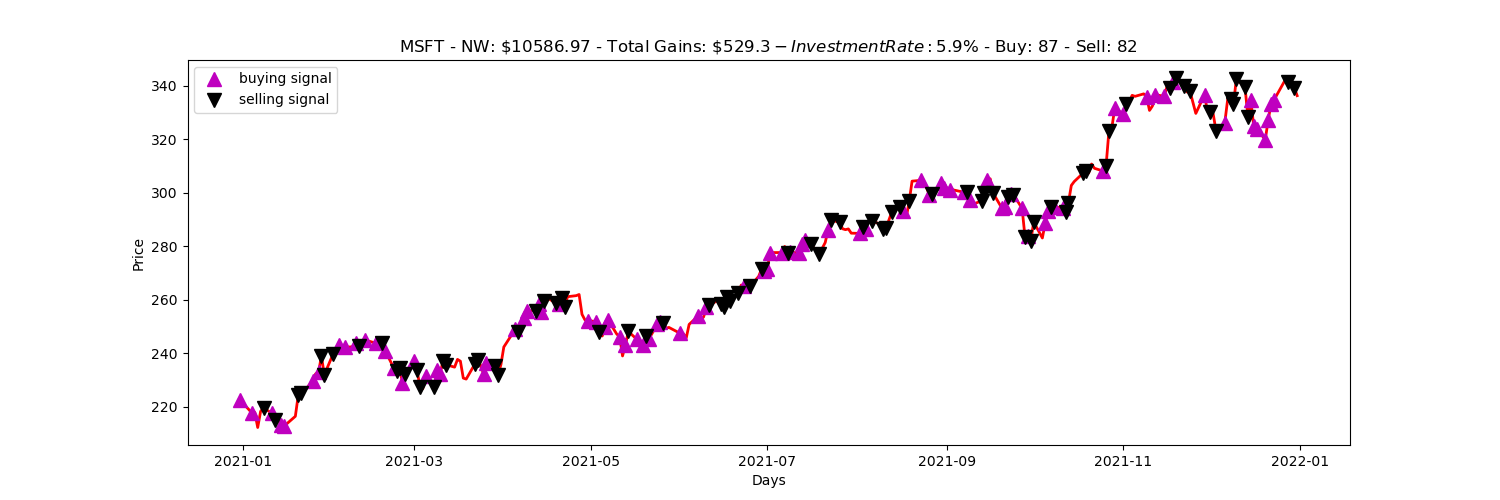 MSFT - NW: $10586.97 - Total Gains: $529.3 − InvestmentRate : 5.9% - Buy: 87 - Sell: 82
buying signal
selling signal
340
320
300
280
260
240
220
Price
2021-01
2021-03
2021-05
2021-07
2021-09
2021-11
2022-01
Days